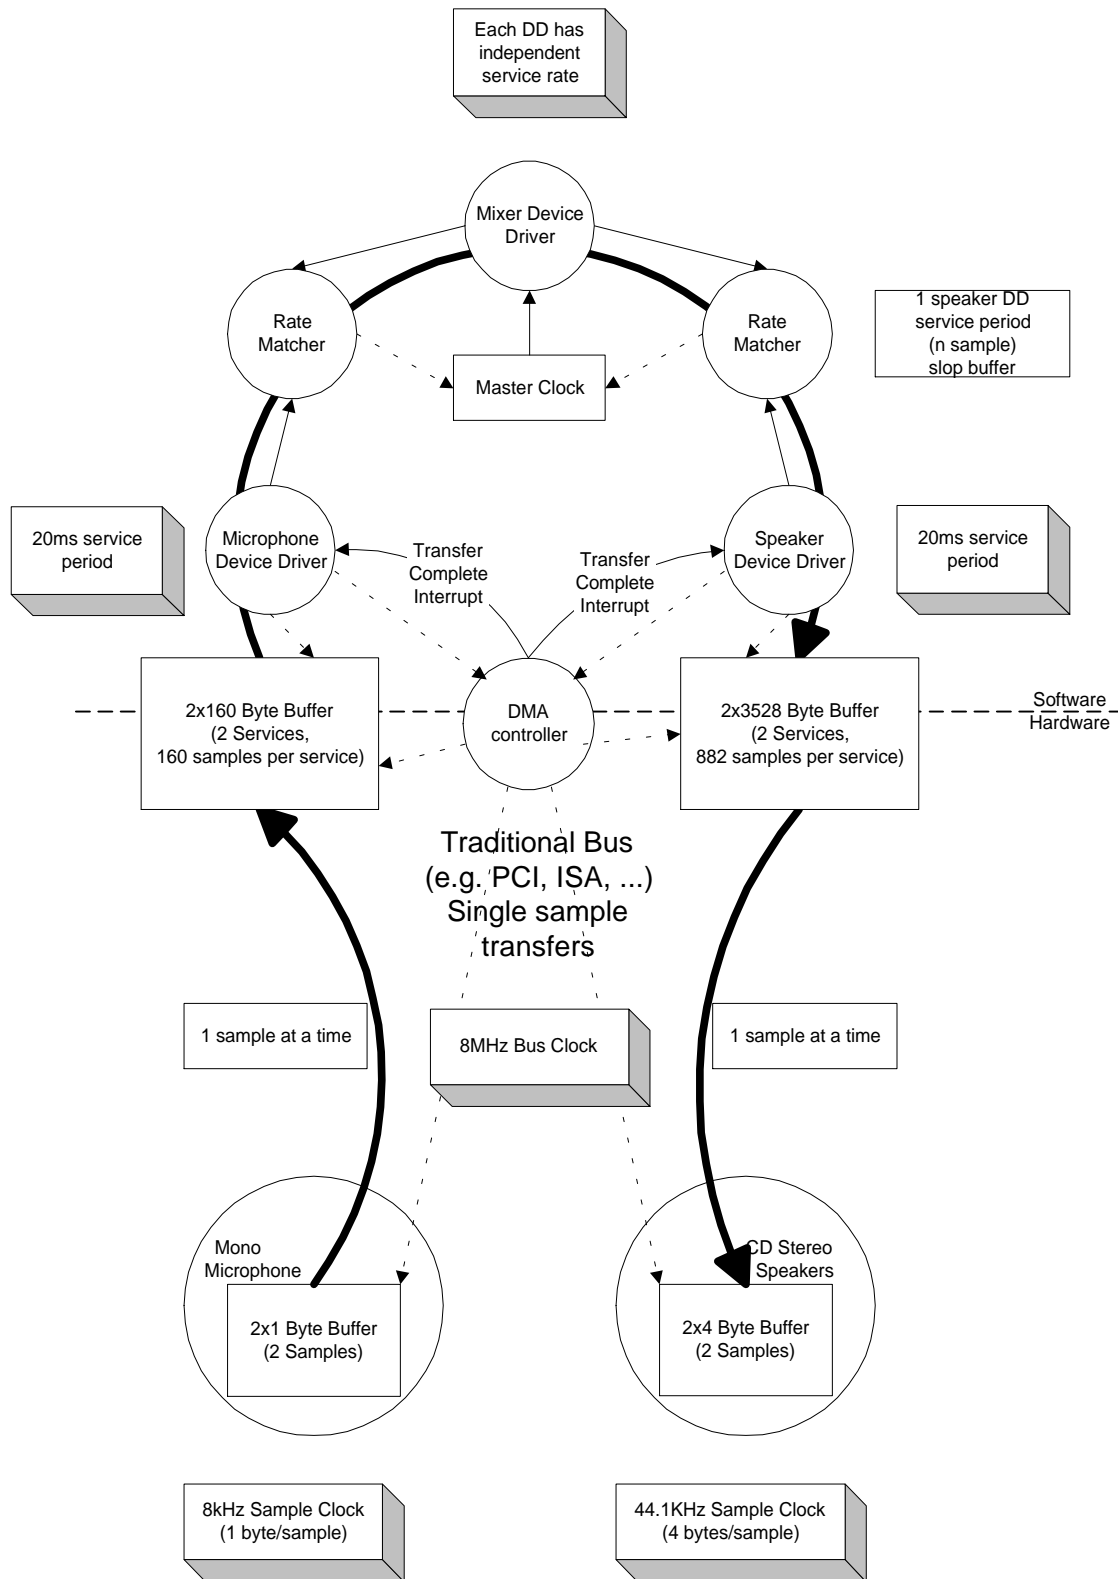 Each DD has
independent
service rate
Mixer Device
Driver
Rate
Matcher
Rate
Matcher
1 speaker DD
service period
(n sample)
slop buffer
Master Clock
20ms service
period
Microphone
Device Driver
Transfer
Complete
Interrupt
Transfer
Complete
Interrupt
Speaker
Device Driver
20ms service
period
2x160 Byte Buffer
(2 Services,
160 samples per service)
DMA
controller
2x3528 Byte Buffer
(2 Services,
882 samples per service)
Software
Hardware
Traditional Bus
(e.g. PCI, ISA, ...)
Single sample
transfers
1 sample at a time
8MHz Bus Clock
1 sample at a time
Mono
Microphone
2x1 Byte Buffer
(2 Samples)
CD Stereo
Speakers
2x4 Byte Buffer
(2 Samples)
8kHz Sample Clock
(1 byte/sample)
44.1KHz Sample Clock
(4 bytes/sample)